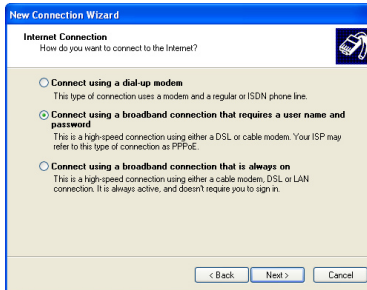 New Connection Wizard
Internet Connection
How do you want to connect to the Internet?
Connect using a dial-up modem
This type of connection uses a modem and a regular or ISDN phone line.
Connect using a broadband connection that requires a user name and
password
This is a high-speed connection using either a DSL or cable modem. Your ISP may
refer to this type of connection as PPPoE.
Connect using a broadband connection that is always on
This is a high-speed connection using either a cable modem, DSL or LAN
connection. It is always active, and doesn't require you to sign in.
< Back
Next >
Cancel